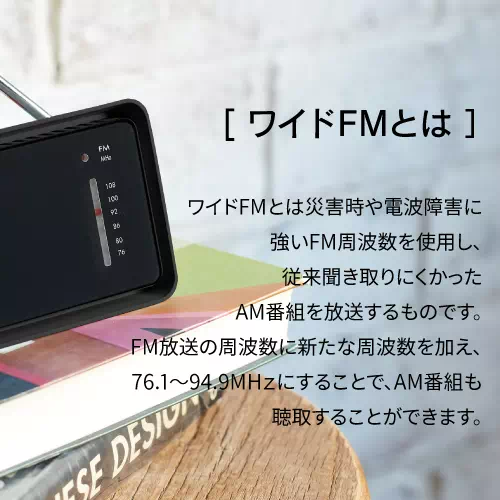 [ ワイドFMとは ]
ワイドFMとは災害時や電波障害に
強いFM周波数を使用し、
従来聞き取りにくかった
AM番組を放送するものです。
FM放送の周波数に新たな周波数を加え、
76.1〜94.9MHzにすることで、AM番組も
聴取することができます。
FM
MHz
108
100
92
86
80
76
ESE DESIGN